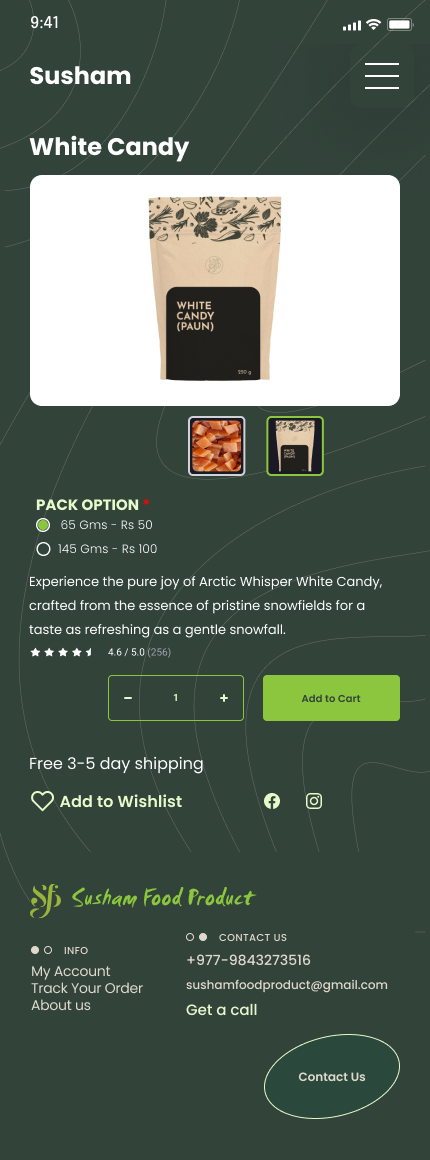 9:41
Susham
White Candy
WHITE
CANDY
(PAUN)
250 g
PACK OPTION *
65 Gms - Rs 50
145 Gms - Rs 100
Experience the pure joy of Arctic Whisper White Candy,
crafted from the essence of pristine snowfields for a
taste as refreshing as a gentle snowfall.
4.6 / 5.0 (256)
− 1 +
Add to Cart
Free 3-5 day shipping
Add to Wishlist
Susham Food Product
INFO
My Account
Track Your Order
About us
CONTACT US
+977-9843273516
sushamfoodproduct@gmail.com
Get a call
Contact Us